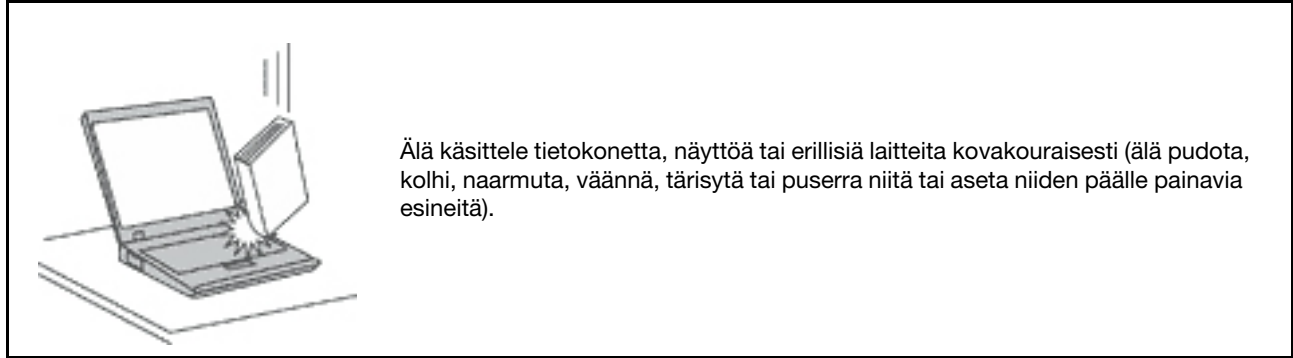 Älä käsittele tietokonetta, näyttöä tai erillisiä laitteita kovakouraisesti (älä pudota,
kolhi, naarmuta, väännä, tärisytä tai puserra niitä tai aseta niiden päälle painavia
esineitä).